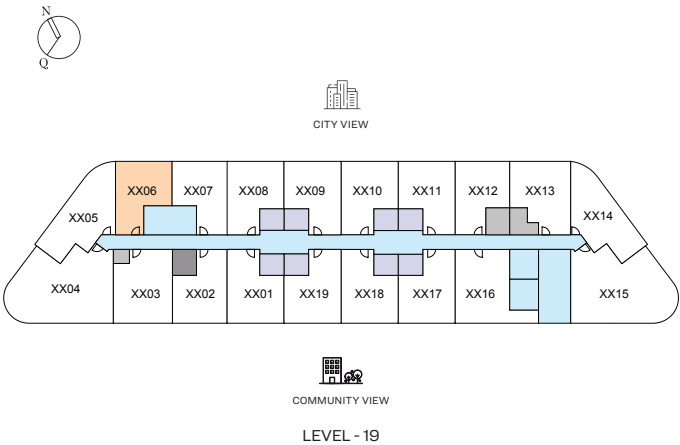 N
Q
CITY VIEW
XX05 XX06 XX07 XX08 XX09 XX10 XX11 XX12 XX13 XX14
XX04 XX03 XX02 XX01 XX19 XX18 XX17 XX16 XX15
COMMUNITY VIEW
LEVEL - 19